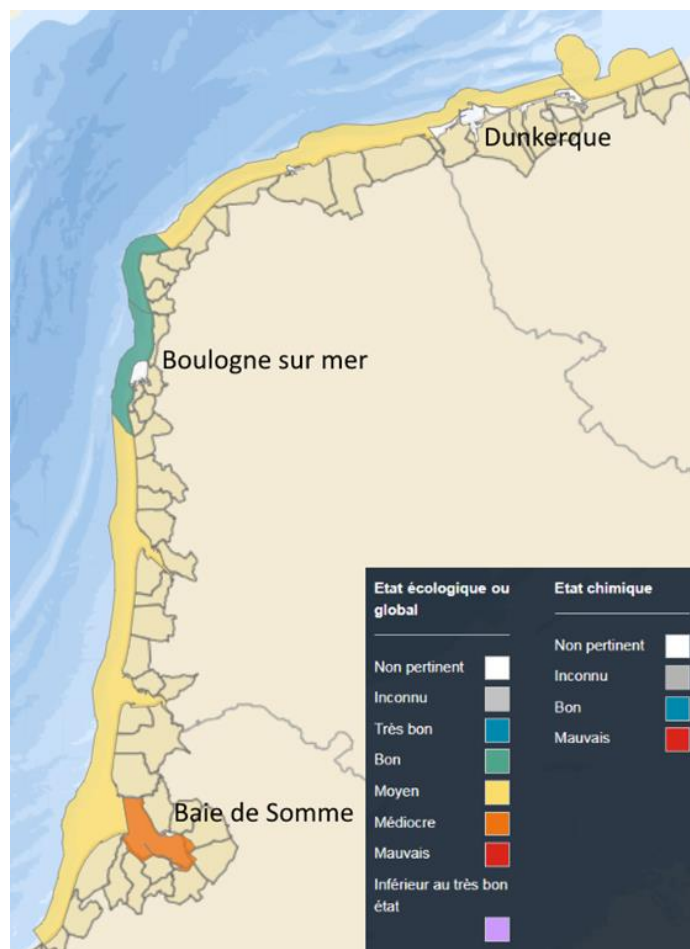 Dunkerque
Boulogne sur mer
Baie de Somme
Etat écologique ou
global
Non pertinent
Inconnu
Très bon
Bon
Moyen
Médiocre
Mauvais
Inférieur au très bon
état
Etat chimique
Non pertinent
Inconnu
Bon
Mauvais